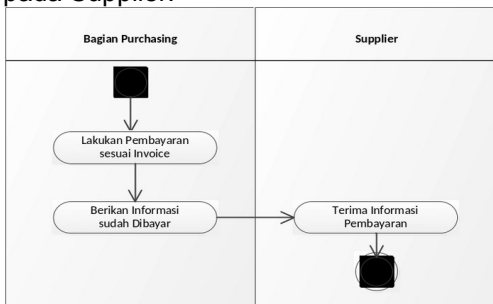 pada Supplier.
Bagian Purchasing
Supplier
Lakukan Pembayaran
sesuai Invoice
Berikan Informasi
sudah Dibayar
Terima Informasi
Pembayaran